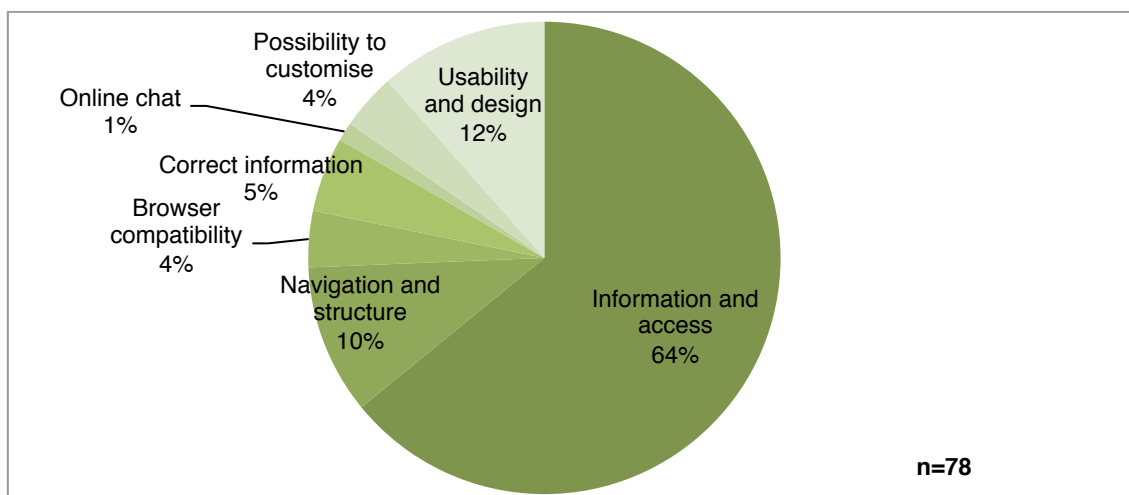 Possibility to
customise
4%
Usability
and design
12%
Online chat
1%
Correct information
5%
Browser
compatibility
4%
Navigation and
structure
10%
Information and
access
64%
n=78